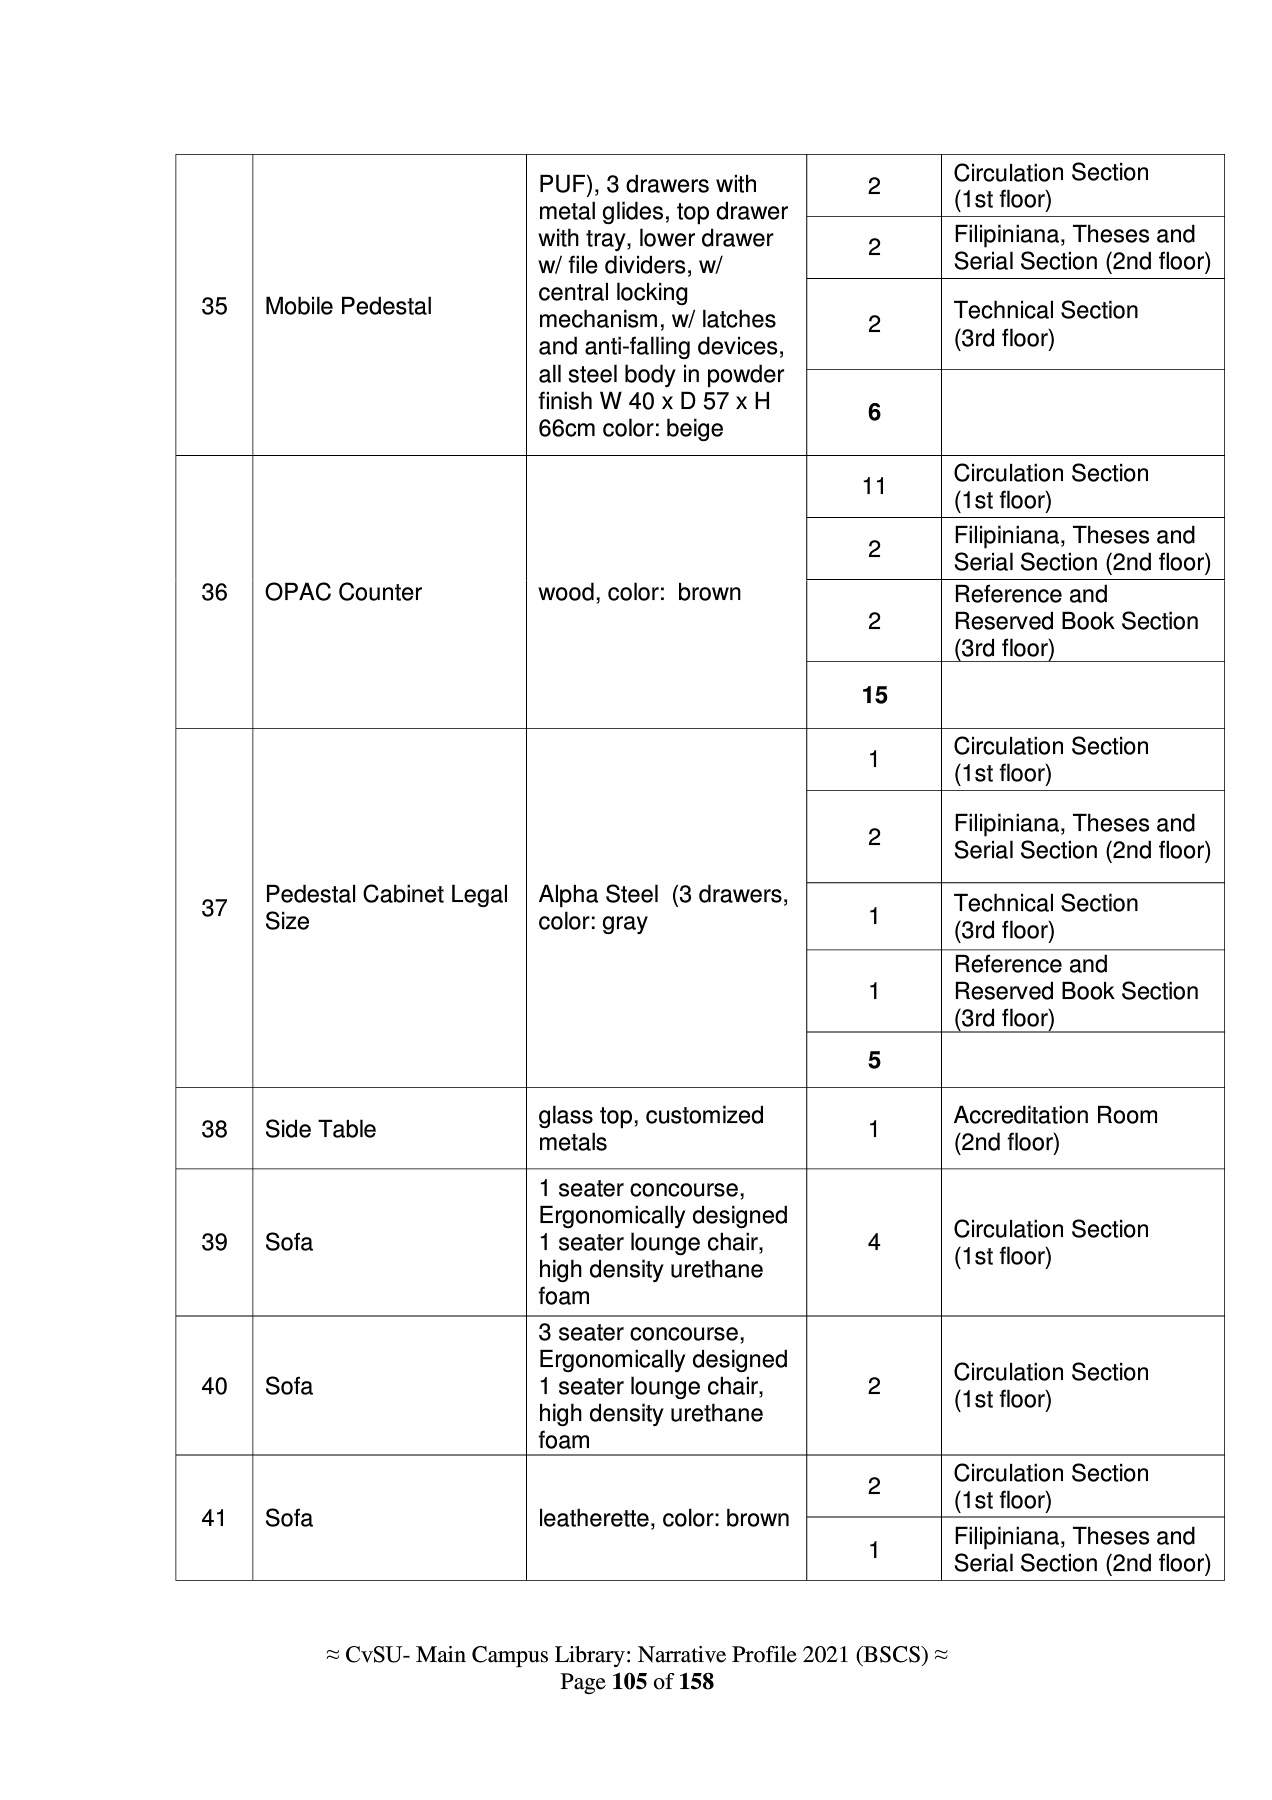 35
Mobile Pedestal
PUF), 3 drawers with
metal glides, top drawer
with tray, lower drawer
w/ file dividers, w/
central locking
mechanism, w/ latches
and anti-falling devices,
all steel body in powder
finish W 40 x D 57 x H
66cm color: beige
2
Circulation Section
(1st floor)
2
Filipiniana, Theses and
Serial Section (2nd floor)
2
Technical Section
(3rd floor)
6
36
OPAC Counter
wood, color:  brown
11
Circulation Section
(1st floor)
2
Filipiniana, Theses and
Serial Section (2nd floor)
2
Reference and
Reserved Book Section
(3rd floor)
15
37
Pedestal Cabinet Legal
Size
Alpha Steel  (3 drawers,
color: gray
1
Circulation Section
(1st floor)
2
Filipiniana, Theses and
Serial Section (2nd floor)
1
Technical Section
(3rd floor)
1
Reference and
Reserved Book Section
(3rd floor)
5
38
Side Table
glass top, customized
metals
1
Accreditation Room
(2nd floor)
39
Sofa
1 seater concourse,
Ergonomically designed
1 seater lounge chair,
high density urethane
foam
4
Circulation Section
(1st floor)
40
Sofa
3 seater concourse,
Ergonomically designed
1 seater lounge chair,
high density urethane
foam
2
Circulation Section
(1st floor)
41
Sofa
leatherette, color: brown
2
Circulation Section
(1st floor)
1
Filipiniana, Theses and
Serial Section (2nd floor)
≈ CvSU- Main Campus Library: Narrative Profile 2021 (BSCS) ≈
Page 105 of 158